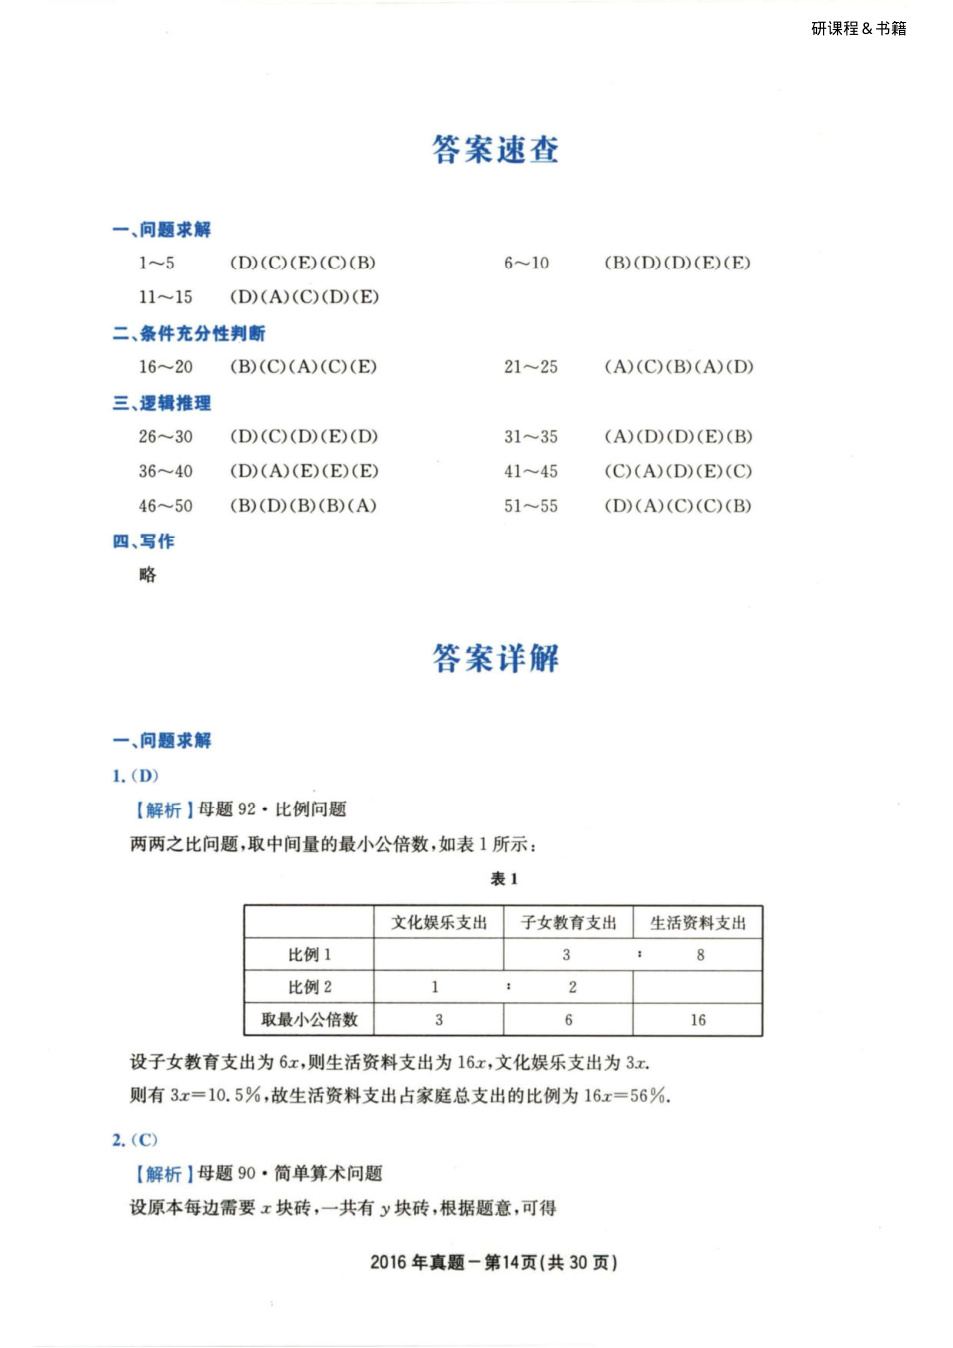 研课程＆书籍
答案速查
一、问题求解
1～5 (D)(C)(E)(C)(B) 6～10 (B)(D)(D)(E)(E)
11～15 (D)(A)(C)(D)(E)
二、条件充分性判断
16～20 (B)(C)(A)(C)(E) 21～25 (A)(C)(B)(A)(D)
三、逻辑推理
26～30 (D)(C)(D)(E)(D) 31～35 (A)(D)(D)(E)(B)
36～40 (D)(A)(E)(E)(E) 41～45 (C)(A)(D)(E)(C)
46～50 (B)(D)(B)(B)(A) 51～55 (D)(A)(C)(C)(B)
四、写作
略
答案详解
一、问题求解
1.(D)
【解析】母题 92·比例问题
两两之比问题,取中间量的最小公倍数,如表 1 所示:
表 1
文化娱乐支出 子女教育支出 生活资料支出
比例 1 3 : 8
比例 2 1 : 2
取最小公倍数 3 6 16
设子女教育支出为 6x,则生活资料支出为 16x,文化娱乐支出为 3x.
则有 3x=10.5%,故生活资料支出占家庭总支出的比例为 16x=56%.
2.(C)
【解析】母题 90·简单算术问题
设原本每边需要 x 块砖,一共有 y 块砖,根据题意,可得
2016 年真题－第14页(共 30 页)